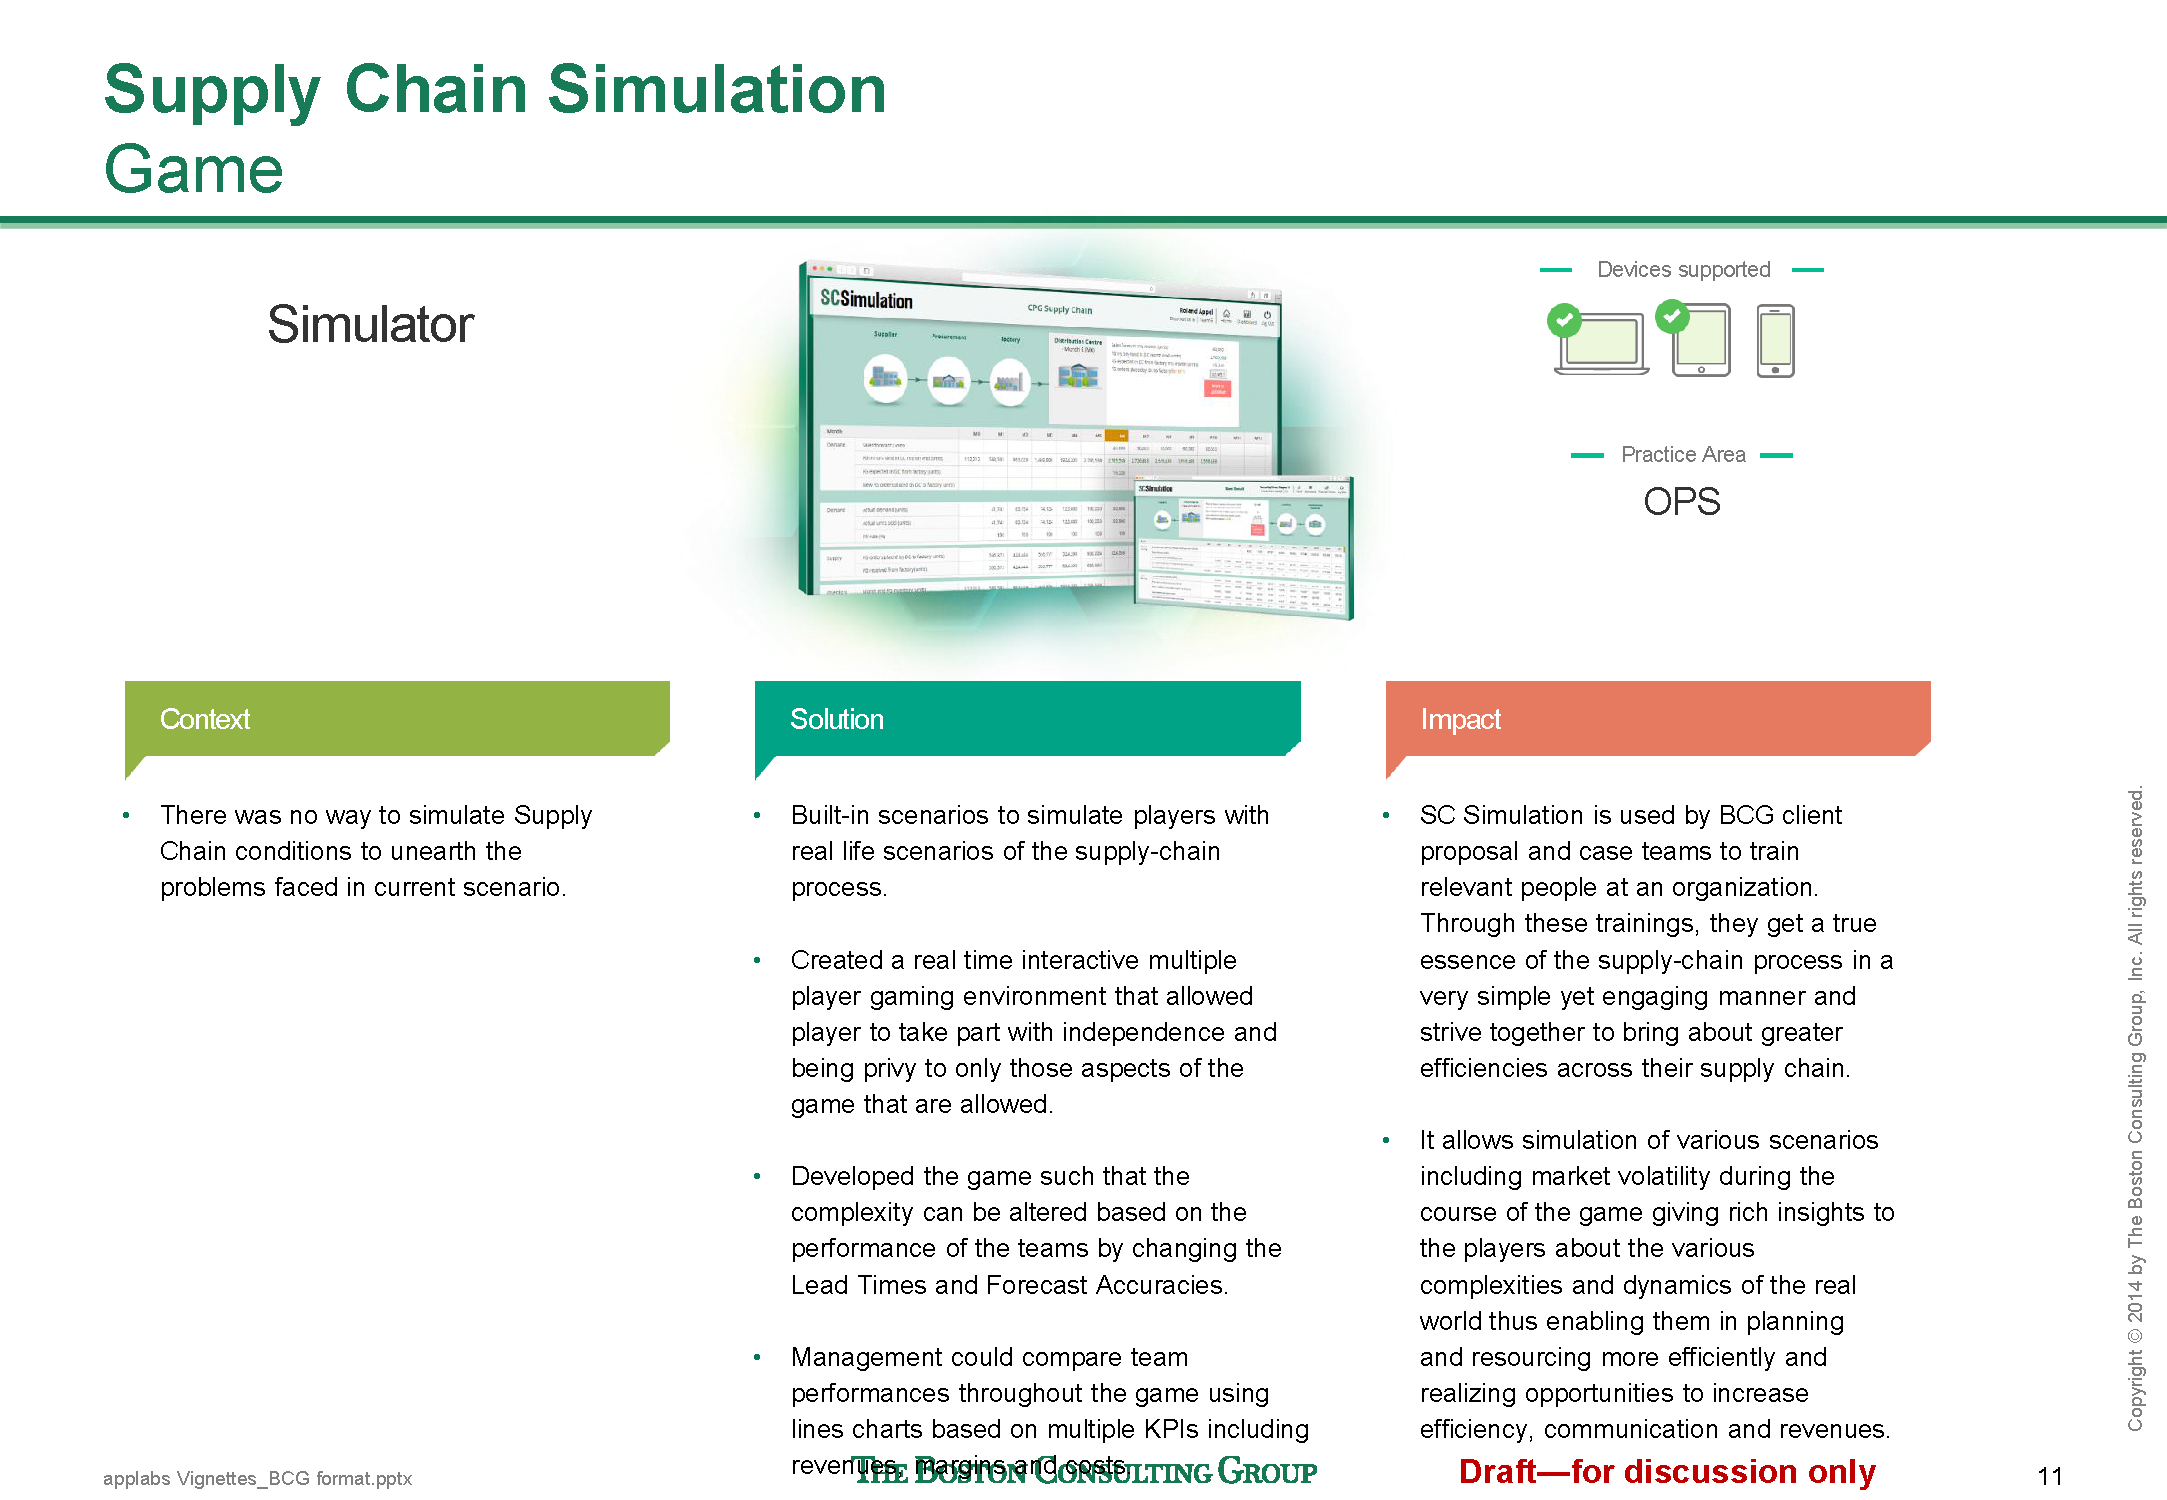 Supply Chain Simulation
Game
Simulator
SCSimulation
CPG Supply Chain
Roland Appel
Supplier
Procurement
factory
Distribution Centre
Month
Demand
Demand
Supply
SCSimulation
Devices supported
Practice Area
OPS
Context
• There was no way to simulate Supply
Chain conditions to unearth the
problems faced in current scenario.
Solution
• Built-in scenarios to simulate players with
real life scenarios of the supply-chain
process.
• Created a real time interactive multiple
player gaming environment that allowed
player to take part with independence and
being privy to only those aspects of the
game that are allowed.
• Developed the game such that the
complexity can be altered based on the
performance of the teams by changing the
Lead Times and Forecast Accuracies.
• Management could compare team
performances throughout the game using
lines charts based on multiple KPIs including
revenues, margins and costs.
Impact
• SC Simulation is used by BCG client
proposal and case teams to train
relevant people at an organization.
Through these trainings, they get a true
essence of the supply-chain process in a
very simple yet engaging manner and
strive together to bring about greater
efficiencies across their supply chain.
• It allows simulation of various scenarios
including market volatility during the
course of the game giving rich insights to
the players about the various
complexities and dynamics of the real
world thus enabling them in planning
and resourcing more efficiently and
realizing opportunities to increase
efficiency, communication and revenues.
Copyright © 2014 by The Boston Consulting Group, Inc. All rights reserved.
applabs Vignettes_BCG format.pptx
THE BOSTON CONSULTING GROUP
Draft—for discussion only
11